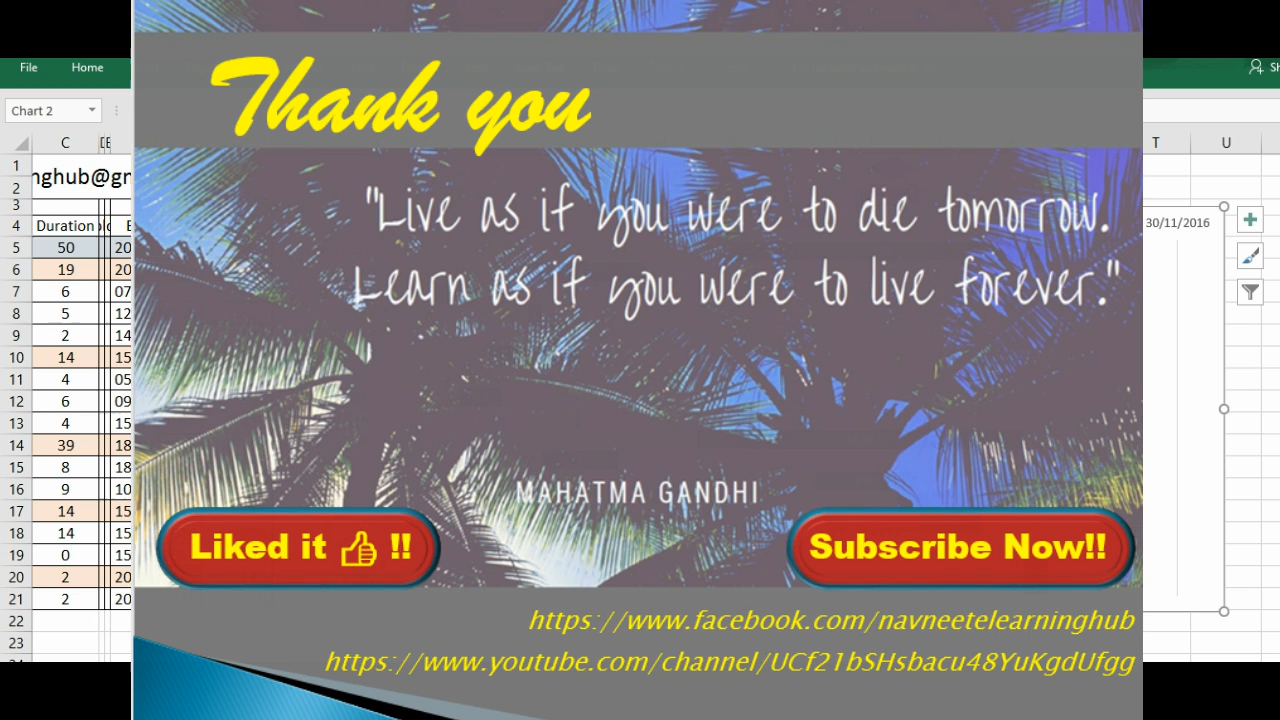 Thank you
"Live as if you were to die tomorrow.
Learn as if you were to live forever."
MAHATMA GANDHI
Liked it !!
Subscribe Now!!
https://www.facebook.com/navneetelearninghub
https://www.youtube.com/channel/UCf21bSHsbacu48YuKgdUfgg
File Home
Chart 2
C T U
1
2
3
4 Duration
5 50 20
6 19 20
7 6 07
8 5 12
9 2 14
10 14 15
11 4 05
12 6 09
13 4 15
14 39 18
15 8 18
16 9 10
17 14 15
18 14 15
19 0 15
20 2 20
21 2 20
22
23
30/11/2016